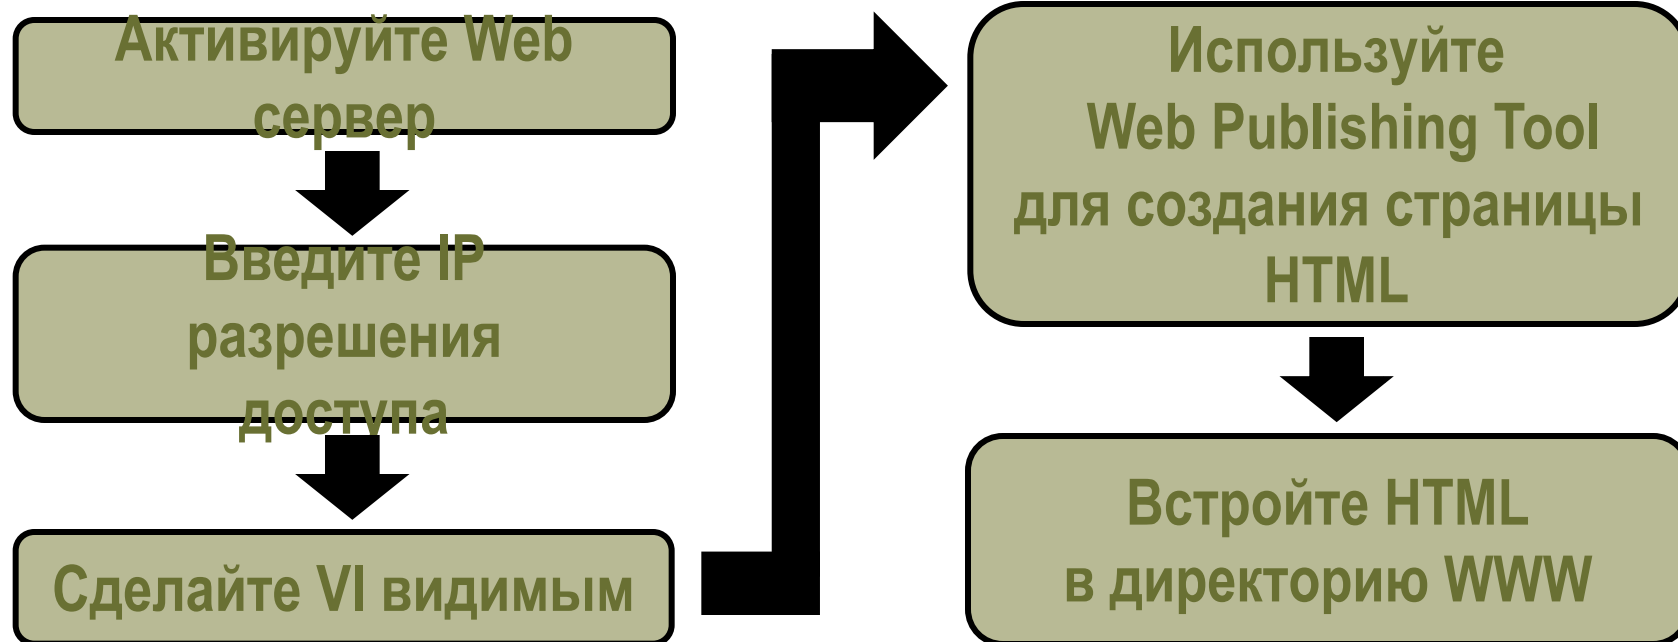 Активируйте Web
сервер
Введите IP
разрешения
доступа
Сделайте VI видимым
Используйте
Web Publishing Tool
для создания страницы
HTML
Встройте HTML
в директорию WWW